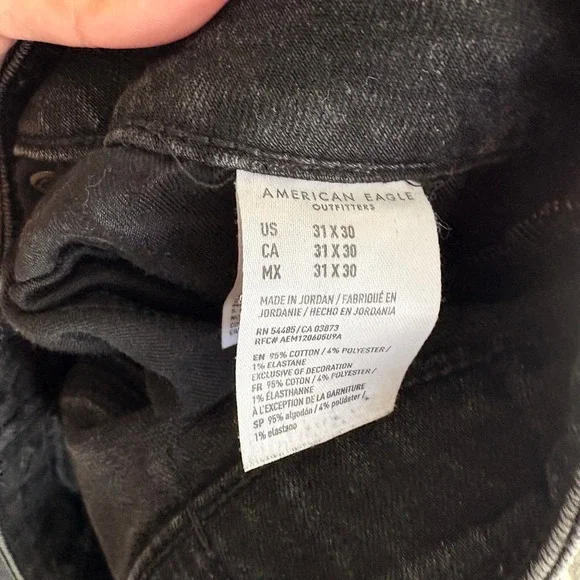 AMERICAN EAGLE
OUTFITTERS
US 31 X 30
CA 31 X 30
MX 31 X 30
MADE IN JORDAN / FABRIQUÉ EN
JORDANIE / HECHO EN JORDANIA
RN 54485/CA 03873
RFC# AEM120605U9A
EN 95% COTTON / 4% POLYESTER /
1% ELASTANE
EXCLUSIVE OF DECORATION
FR 95% COTON / 4% POLYESTER /
1% ÉLASTHANNE
À L'EXCEPTION DE LA GARNITURE
SP 95% algodón / 4% poliéster /
1% elastano